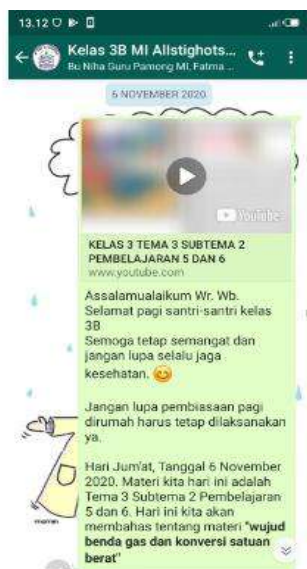 13.12
Kelas 3B MI Allstighots...
Bu Niha Guru Pamong MI, Fatma ...
6 NOVEMBER 2020
YouTube
KELAS 3 TEMA 3 SUBTEMA 2
PEMBELAJARAN 5 DAN 6
www.youtube.com
Assalamualaikum Wr. Wb.
Selamat pagi santri-santri kelas
3B
Semoga tetap semangat dan
jangan lupa selalu jaga
kesehatan. 😊
Jangan lupa pembiasaan pagi
dirumah harus tetap dilaksanakan
ya.
Hari Jum'at, Tanggal 6 November
2020. Materi kita hari ini adalah
Tema 3 Subtema 2 Pembelajaran
5 dan 6. Hari ini kita akan
membahas tentang materi "wujud
benda gas dan konversi satuan
berat"